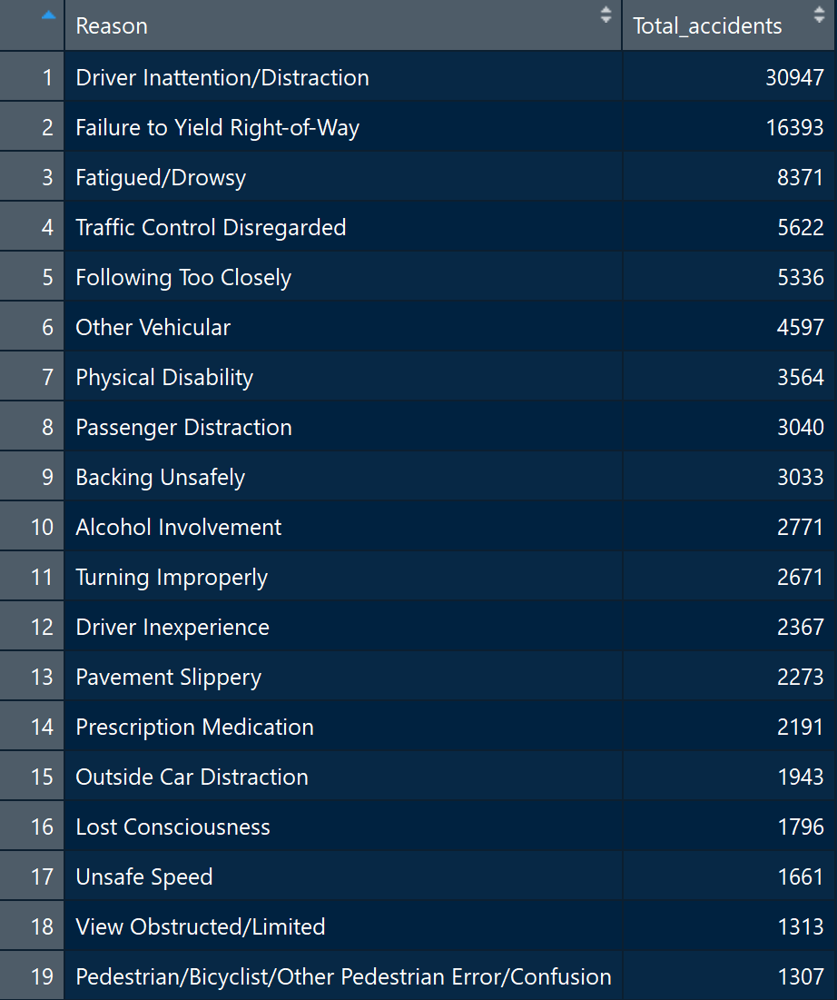 Reason Total_accidents
1 Driver Inattention/Distraction 30947
2 Failure to Yield Right-of-Way 16393
3 Fatigued/Drowsy 8371
4 Traffic Control Disregarded 5622
5 Following Too Closely 5336
6 Other Vehicular 4597
7 Physical Disability 3564
8 Passenger Distraction 3040
9 Backing Unsafely 3033
10 Alcohol Involvement 2771
11 Turning Improperly 2671
12 Driver Inexperience 2367
13 Pavement Slippery 2273
14 Prescription Medication 2191
15 Outside Car Distraction 1943
16 Lost Consciousness 1796
17 Unsafe Speed 1661
18 View Obstructed/Limited 1313
19 Pedestrian/Bicyclist/Other Pedestrian Error/Confusion 1307